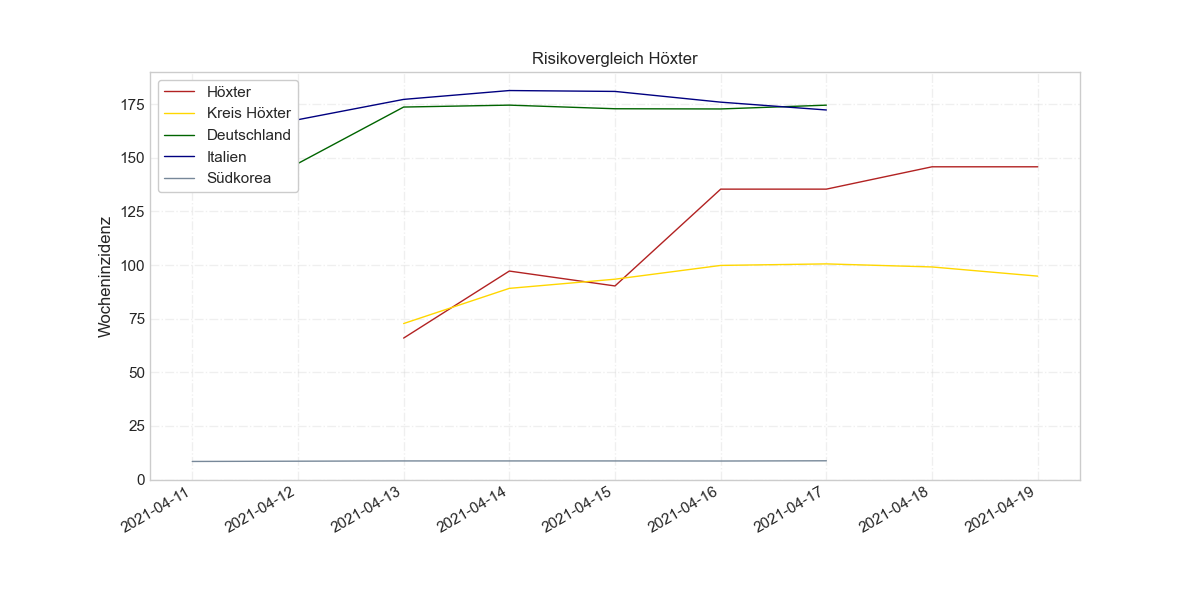 Risikovergleich Höxter
Höxter
Kreis Höxter
Deutschland
Italien
Südkorea
Wocheninzidenz
175
150
125
100
75
50
25
0
2021-04-11
2021-04-12
2021-04-13
2021-04-14
2021-04-15
2021-04-16
2021-04-17
2021-04-18
2021-04-19